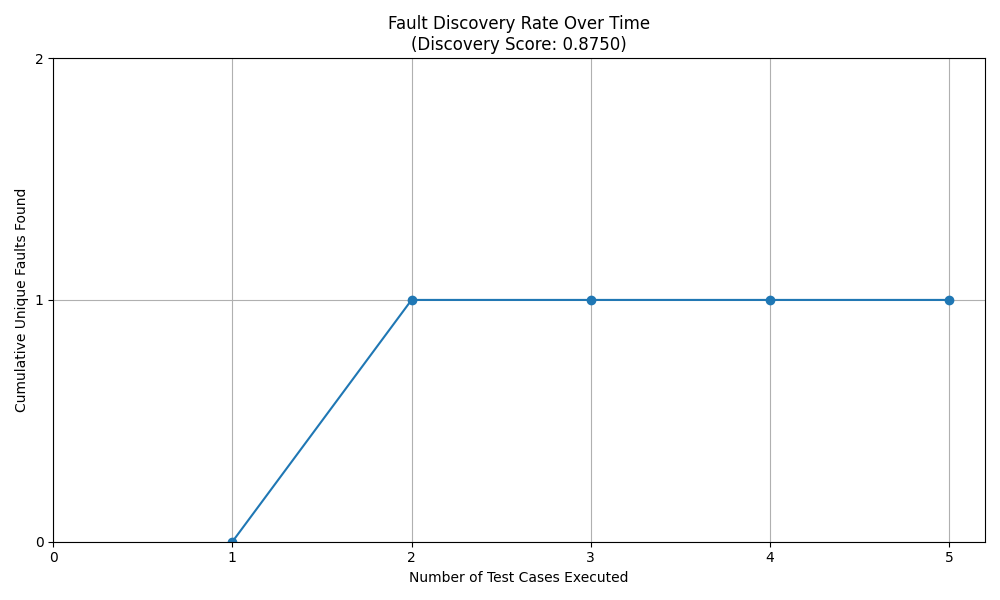 Fault Discovery Rate Over Time
(Discovery Score: 0.8750)
2
1
0
Cumulative Unique Faults Found
0 1 2 3 4 5
Number of Test Cases Executed